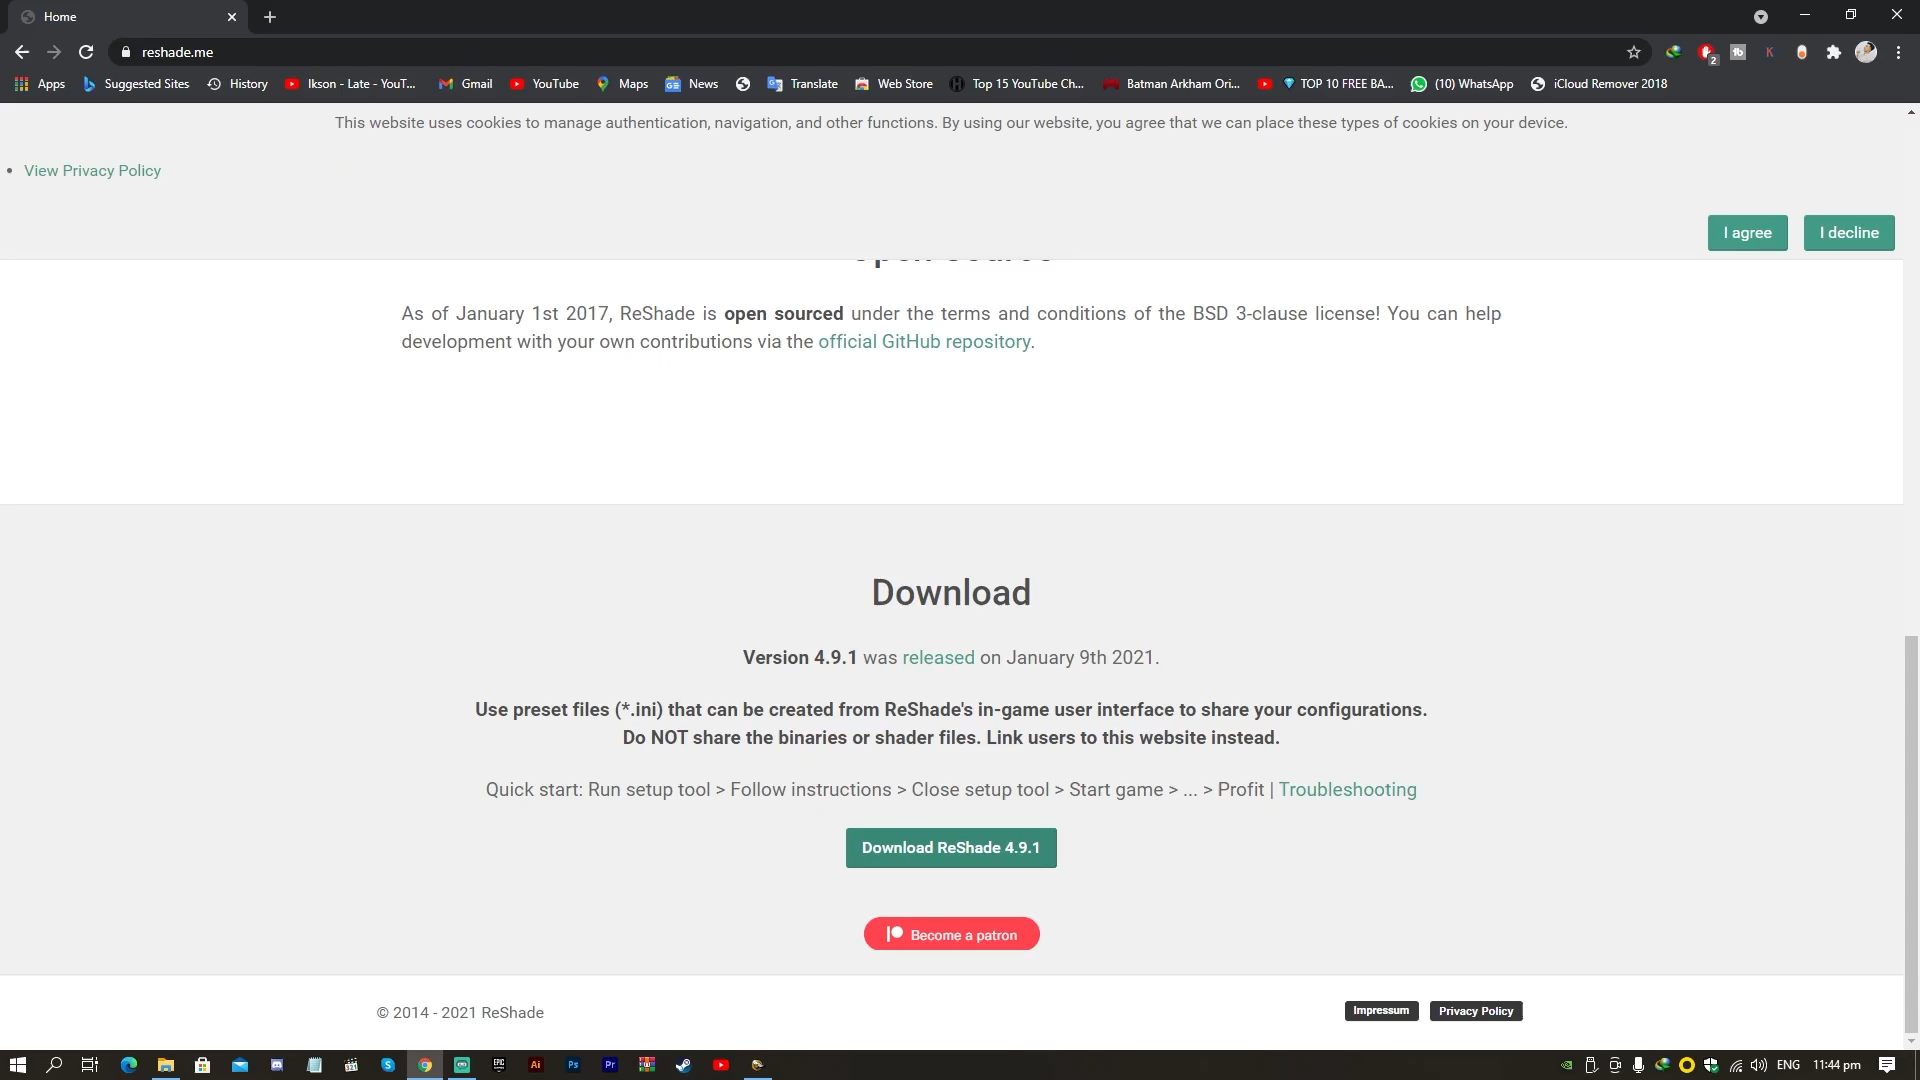 Home
reshade.me
2
Apps
Suggested Sites
History
Ikson - Late - YouT...
Gmail
YouTube
Maps
News
Translate
Web Store
Top 15 YouTube Ch...
Batman Arkham Ori...
TOP 10 FREE BA...
(10) WhatsApp
iCloud Remover 2018
This website uses cookies to manage authentication, navigation, and other functions. By using our website, you agree that we can place these types of cookies on your device.
• View Privacy Policy
I agree
I decline
As of January 1st 2017, ReShade is open sourced under the terms and conditions of the BSD 3-clause license! You can help
development with your own contributions via the official GitHub repository.
Download
Version 4.9.1 was released on January 9th 2021.
Use preset files (*.ini) that can be created from ReShade's in-game user interface to share your configurations.
Do NOT share the binaries or shader files. Link users to this website instead.
Quick start: Run setup tool > Follow instructions > Close setup tool > Start game > ... > Profit | Troubleshooting
Download ReShade 4.9.1
Become a patron
© 2014 - 2021 ReShade
Impressum
Privacy Policy
Ai
Ps
Pr
ENG
11:44 pm